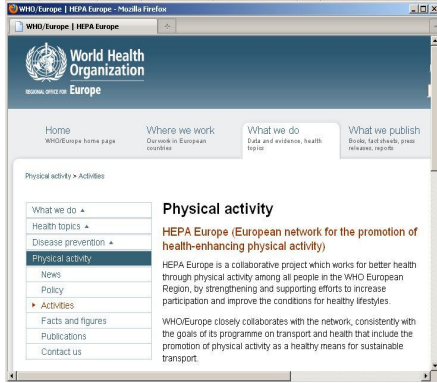 WHO/Europe | HEPA Europe - Mozilla Firefox
WHO/Europe | HEPA Europe
World Health
Organization
REGIONAL OFFICE FOR Europe
Home
WHO/Europe home page
Where we work
Our work in European
countries
What we do
Data and evidence, health
topics
What we publish
Books, fact sheets, press
releases, reports
Physical activity > Activities
What we do
Health topics
Disease prevention
Physical activity
News
Policy
Activities
Facts and figures
Publications
Contact us
Physical activity
HEPA Europe (European network for the promotion of
health-enhancing physical activity)
HEPA Europe is a collaborative project which works for better health
through physical activity among all people in the WHO European
Region, by strengthening and supporting efforts to increase
participation and improve the conditions for healthy lifestyles.
WHO/Europe closely collaborates with the network, consistently with
the goals of its programme on transport and health that include the
promotion of physical activity as a healthy means for sustainable
transport.